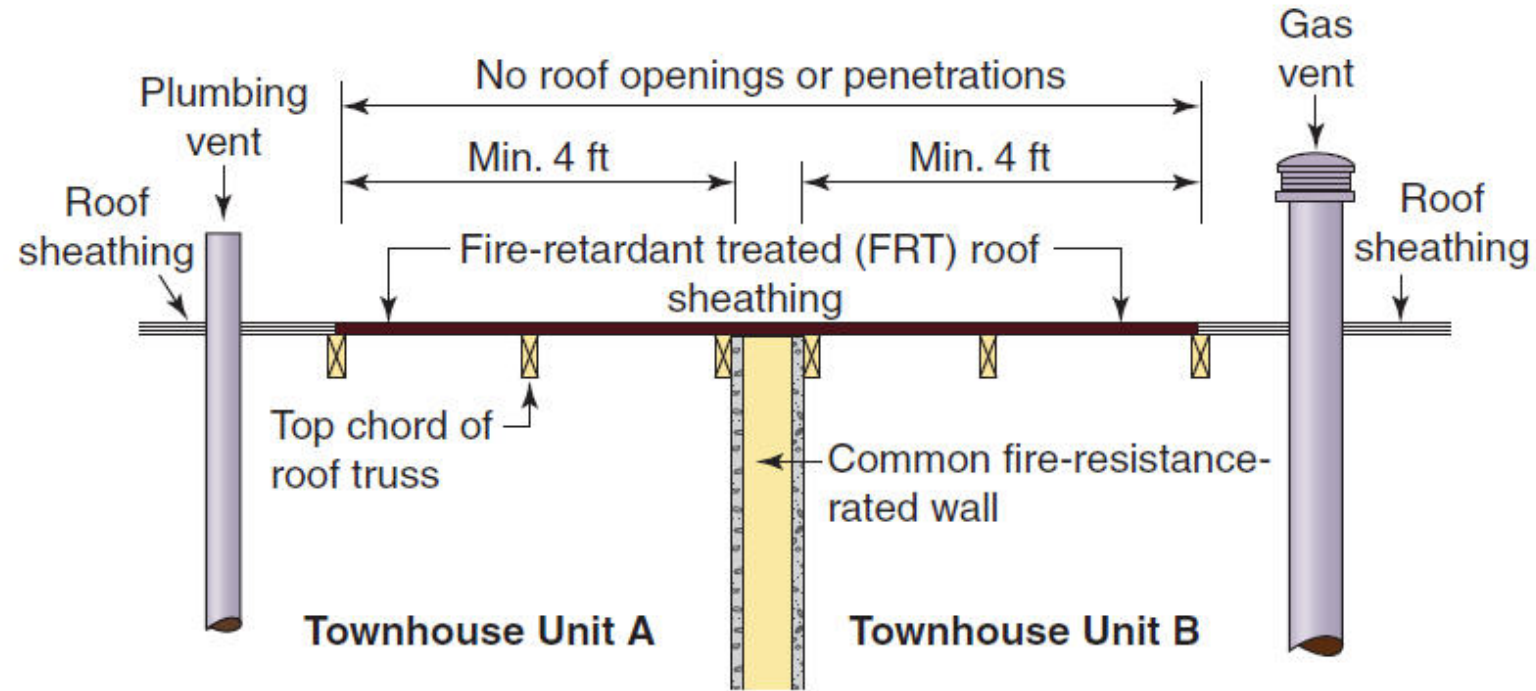 Gas
vent
Plumbing
vent
No roof openings or penetrations
Min. 4 ft
Min. 4 ft
Roof
sheathing
Roof
sheathing
Fire-retardant treated (FRT) roof
sheathing
Top chord of
roof truss
Common fire-resistance-
rated wall
Townhouse Unit A
Townhouse Unit B